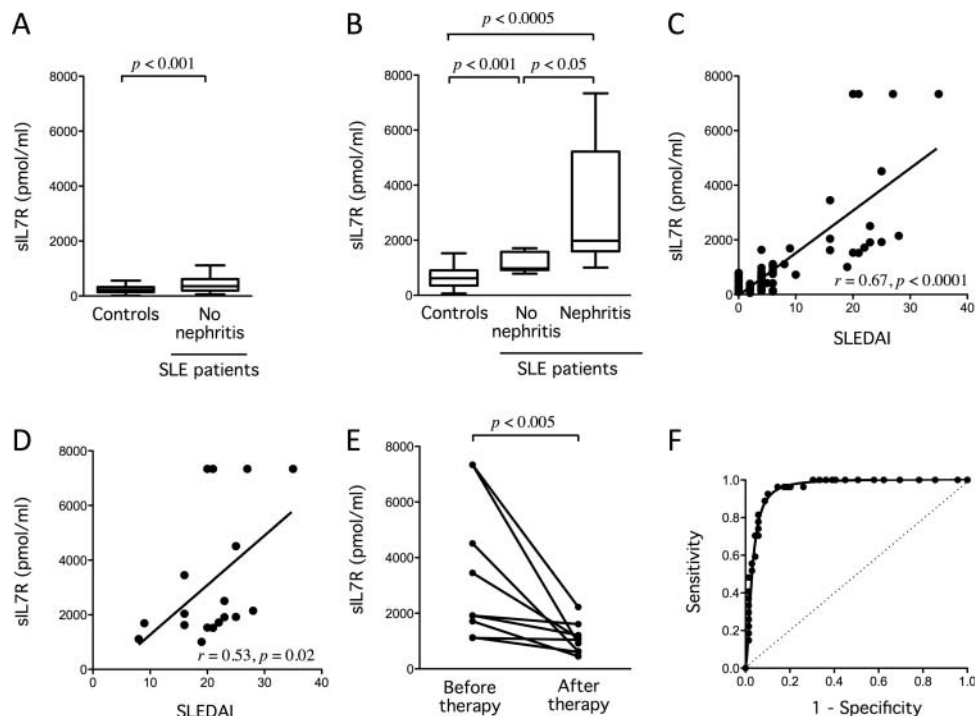 A
p < 0.001
8000
6000
4000
2000
0
sIL7R (pmol/ml)
Controls
No
nephritis
SLE patients
B
p < 0.0005
p < 0.001
p < 0.05
8000
6000
4000
2000
0
sIL7R (pmol/ml)
Controls
No
nephritis
Nephritis
SLE patients
C
8000
6000
4000
2000
0
sIL7R (pmol/ml)
r = 0.67, p < 0.0001
0 10 20 30 40
SLEDAI
D
8000
6000
4000
2000
0
sIL7R (pmol/ml)
r = 0.53, p = 0.02
0 10 20 30 40
SLEDAI
E
p < 0.005
8000
6000
4000
2000
0
sIL7R (pmol/ml)
Before
therapy
After
therapy
F
1.0
0.8
0.6
0.4
0.2
0.0
Sensitivity
0.0 0.2 0.4 0.6 0.8 1.0
1 - Specificity